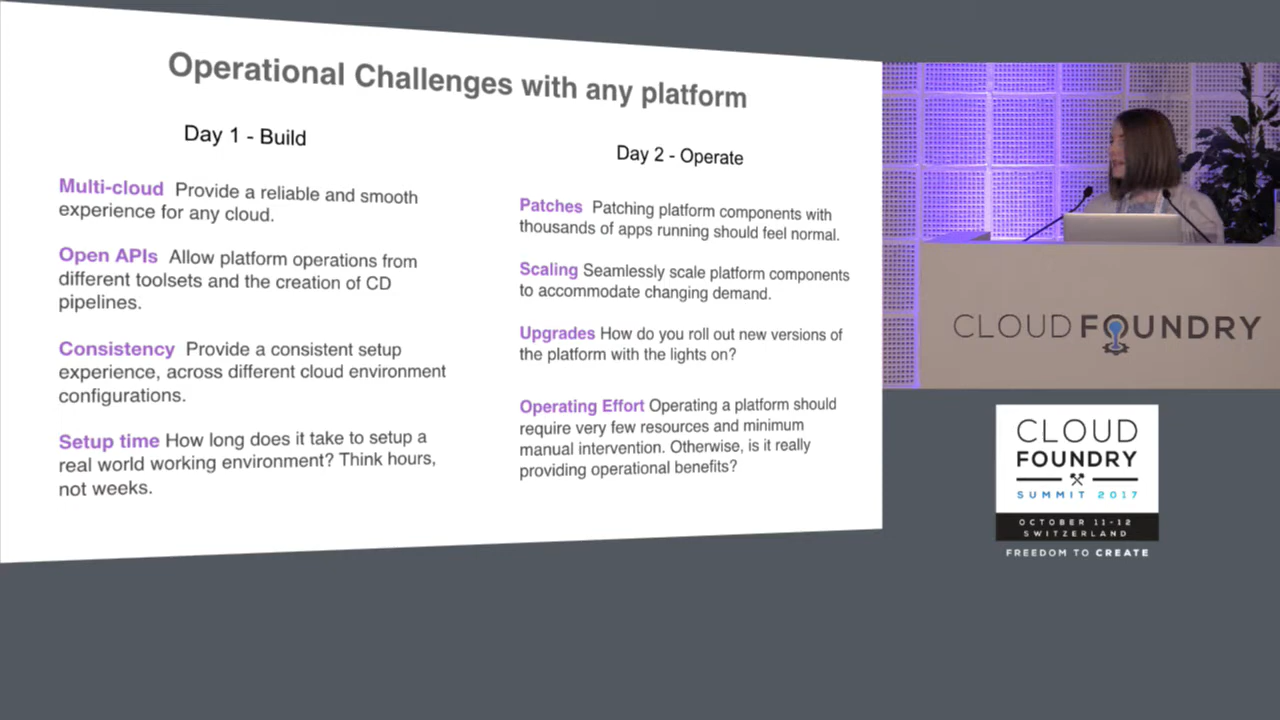 Operational Challenges with any platform
Day 1 - Build
Multi-cloud Provide a reliable and smooth
experience for any cloud.
Open APIs Allow platform operations from
different toolsets and the creation of CD
pipelines.
Consistency Provide a consistent setup
experience, across different cloud environment
configurations.
Setup time How long does it take to setup a
real world working environment? Think hours,
not weeks.
Day 2 - Operate
Patches Patching platform components with
thousands of apps running should feel normal.
Scaling Seamlessly scale platform components
to accommodate changing demand.
Upgrades How do you roll out new versions of
the platform with the lights on?
Operating Effort Operating a platform should
require very few resources and minimum
manual intervention. Otherwise, is it really
providing operational benefits?
CLOUD FOUNDRY
CLOUD
FOUNDRY
SUMMIT 2017
OCTOBER 11-12
SWITZERLAND
FREEDOM TO CREATE